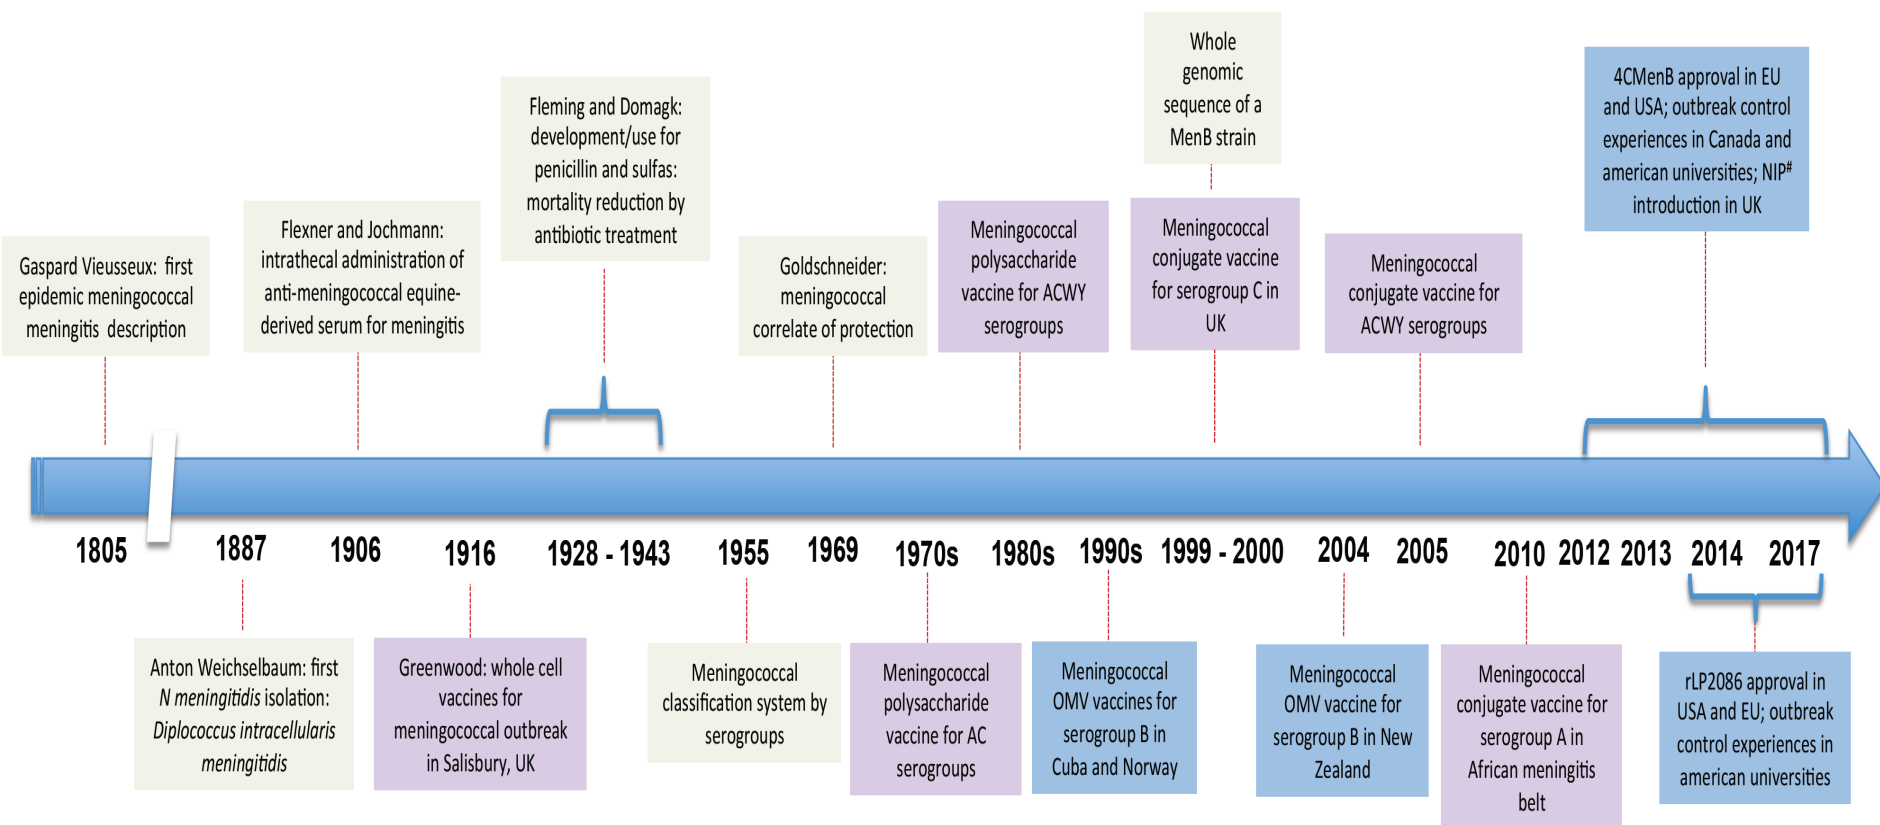 Gaspard Vieusseux: first
epidemic meningococcal
meningitis description
Flexner and Jochmann:
intrathecal administration of
anti-meningococcal equine-
derived serum for meningitis
Fleming and Domagk:
development/use for
penicillin and sulfas:
mortality reduction by
antibiotic treatment
Goldschneider:
meningococcal
correlate of protection
Meningococcal
polysaccharide
vaccine for ACWY
serogroups
Whole
genomic
sequence of a
MenB strain
Meningococcal
conjugate vaccine
for serogroup C in
UK
Meningococcal
conjugate vaccine for
ACWY serogroups
4CMenB approval in EU
and USA; outbreak control
experiences in Canada and
american universities; NIP#
introduction in UK
1805 1887 1906 1916 1928 - 1943 1955 1969 1970s 1980s 1990s 1999 - 2000 2004 2005 2010 2012 2013 2014 2017
Anton Weichselbaum: first
N meningitidis isolation:
Diplococcus intracellularis
meningitidis
Greenwood: whole cell
vaccines for
meningococcal outbreak
in Salisbury, UK
Meningococcal
classification system by
serogroups
Meningococcal
polysaccharide
vaccine for AC
serogroups
Meningococcal
OMV vaccines for
serogroup B in
Cuba and Norway
Meningococcal
OMV vaccine for
serogroup B in New
Zealand
Meningococcal
conjugate vaccine for
serogroup A in
African meningitis
belt
rLP2086 approval in
USA and EU; outbreak
control experiences in
american universities